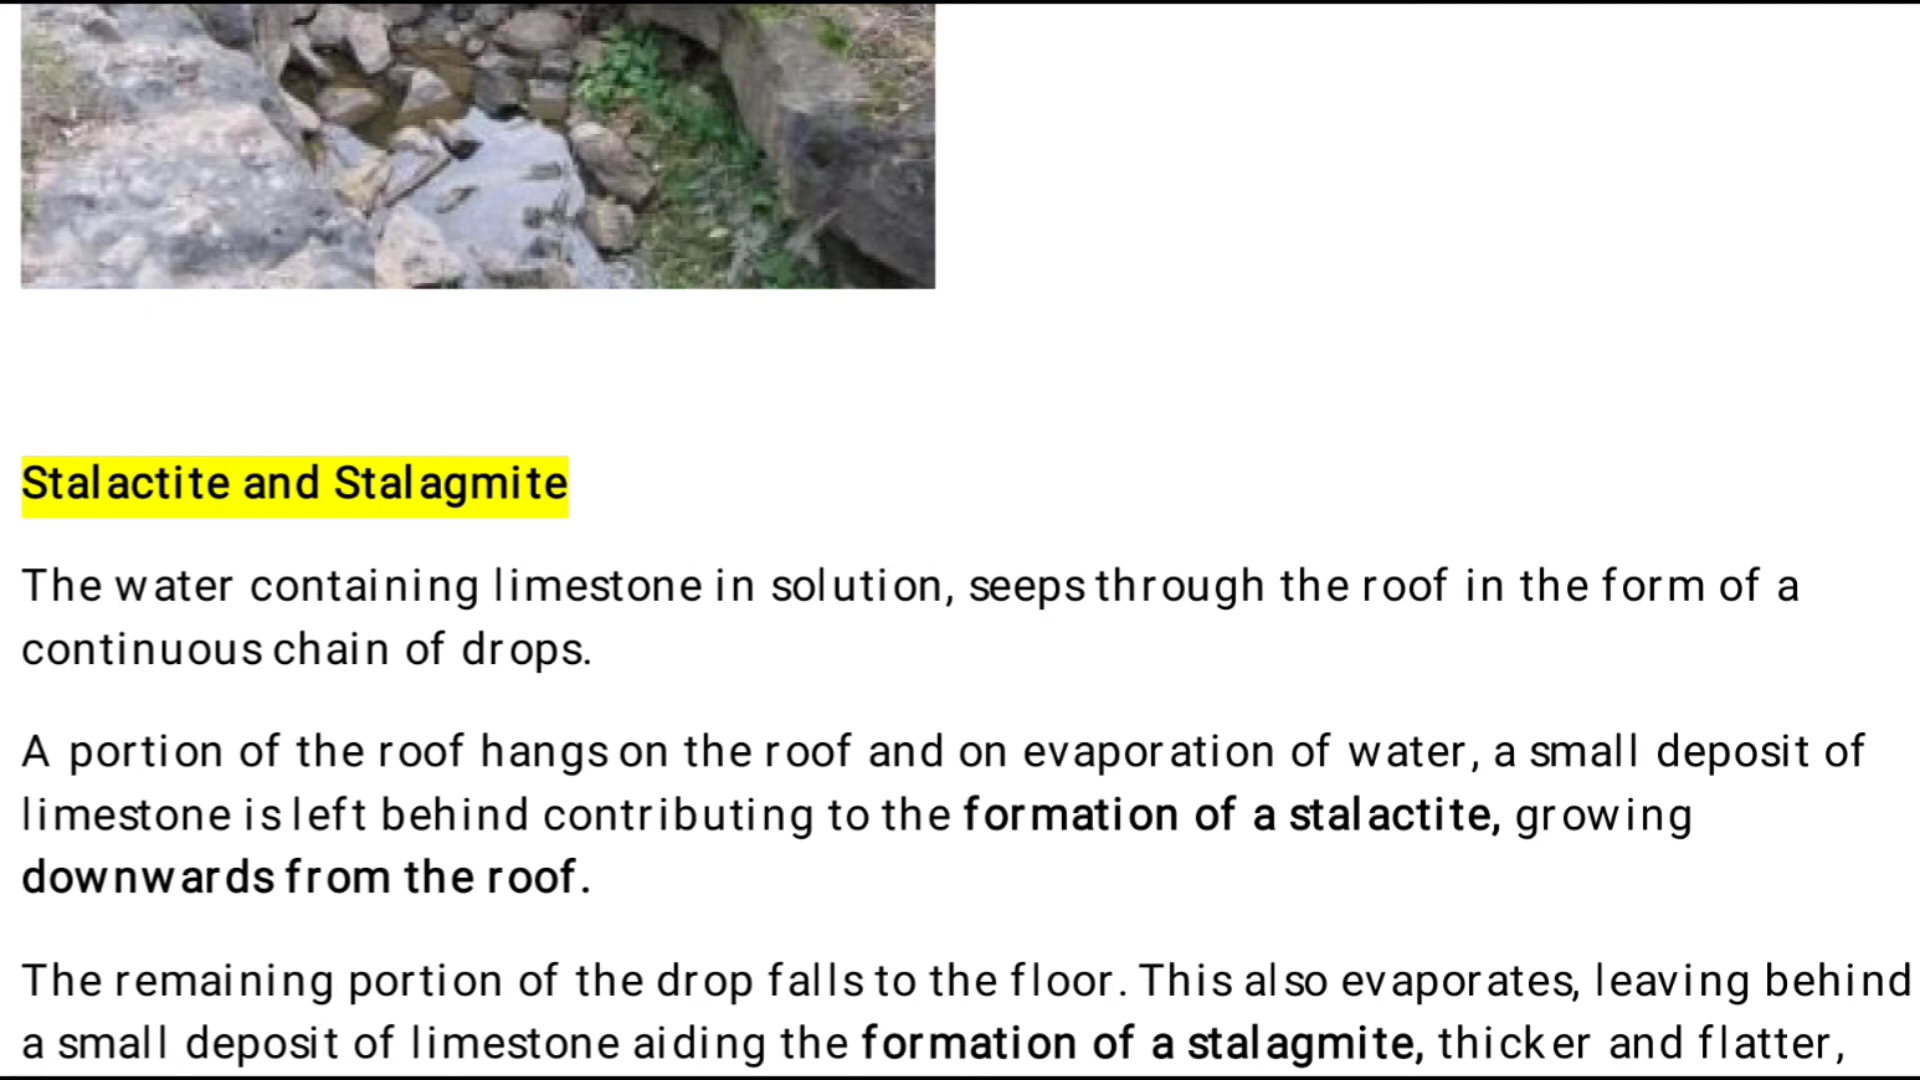 Stalactite and Stalagmite
The water containing limestone in solution, seeps through the roof in the form of a
continuous chain of drops.
A portion of the roof hangs on the roof and on evaporation of water, a small deposit of
limestone is left behind contributing to the formation of a stalactite, growing
downwards from the roof.
The remaining portion of the drop falls to the floor. This also evaporates, leaving behind
a small deposit of limestone aiding the formation of a stalagmite, thicker and flatter,